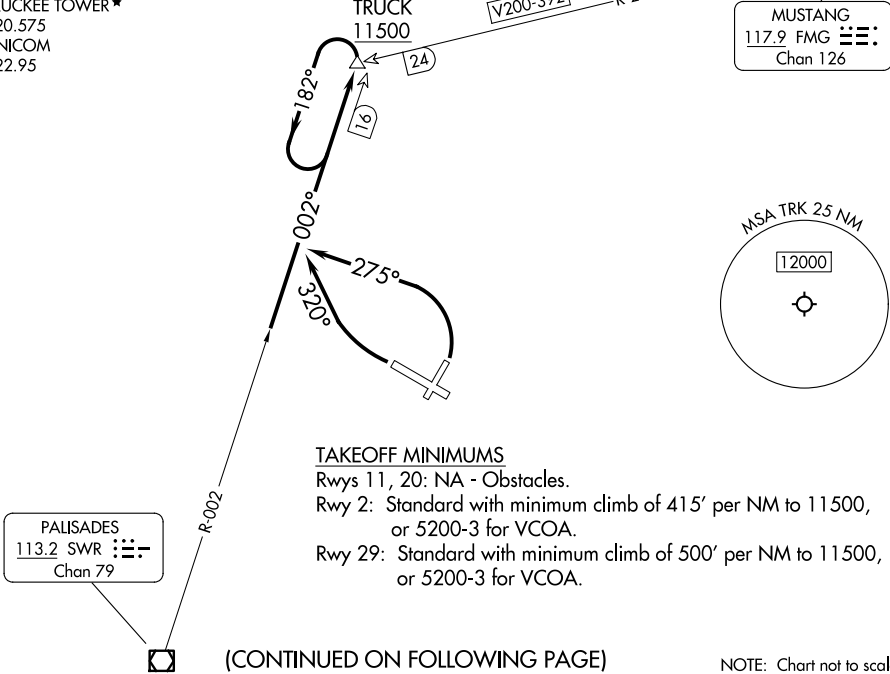 TRUCKEE TOWER★
20.575
NICOM
22.95
TRUCK
11500
V200-392
24
MUSTANG
117.9 FMG
Chan 126
182°
16
002°
275°
320°
MSA TRK 25 NM
12000
TAKEOFF MINIMUMS
Rwys 11, 20: NA - Obstacles.
Rwy 2: Standard with minimum climb of 415' per NM to 11500,
or 5200-3 for VCOA.
Rwy 29: Standard with minimum climb of 500' per NM to 11500,
or 5200-3 for VCOA.
R-002
PALISADES
113.2 SWR
Chan 79
(CONTINUED ON FOLLOWING PAGE)
NOTE: Chart not to scal